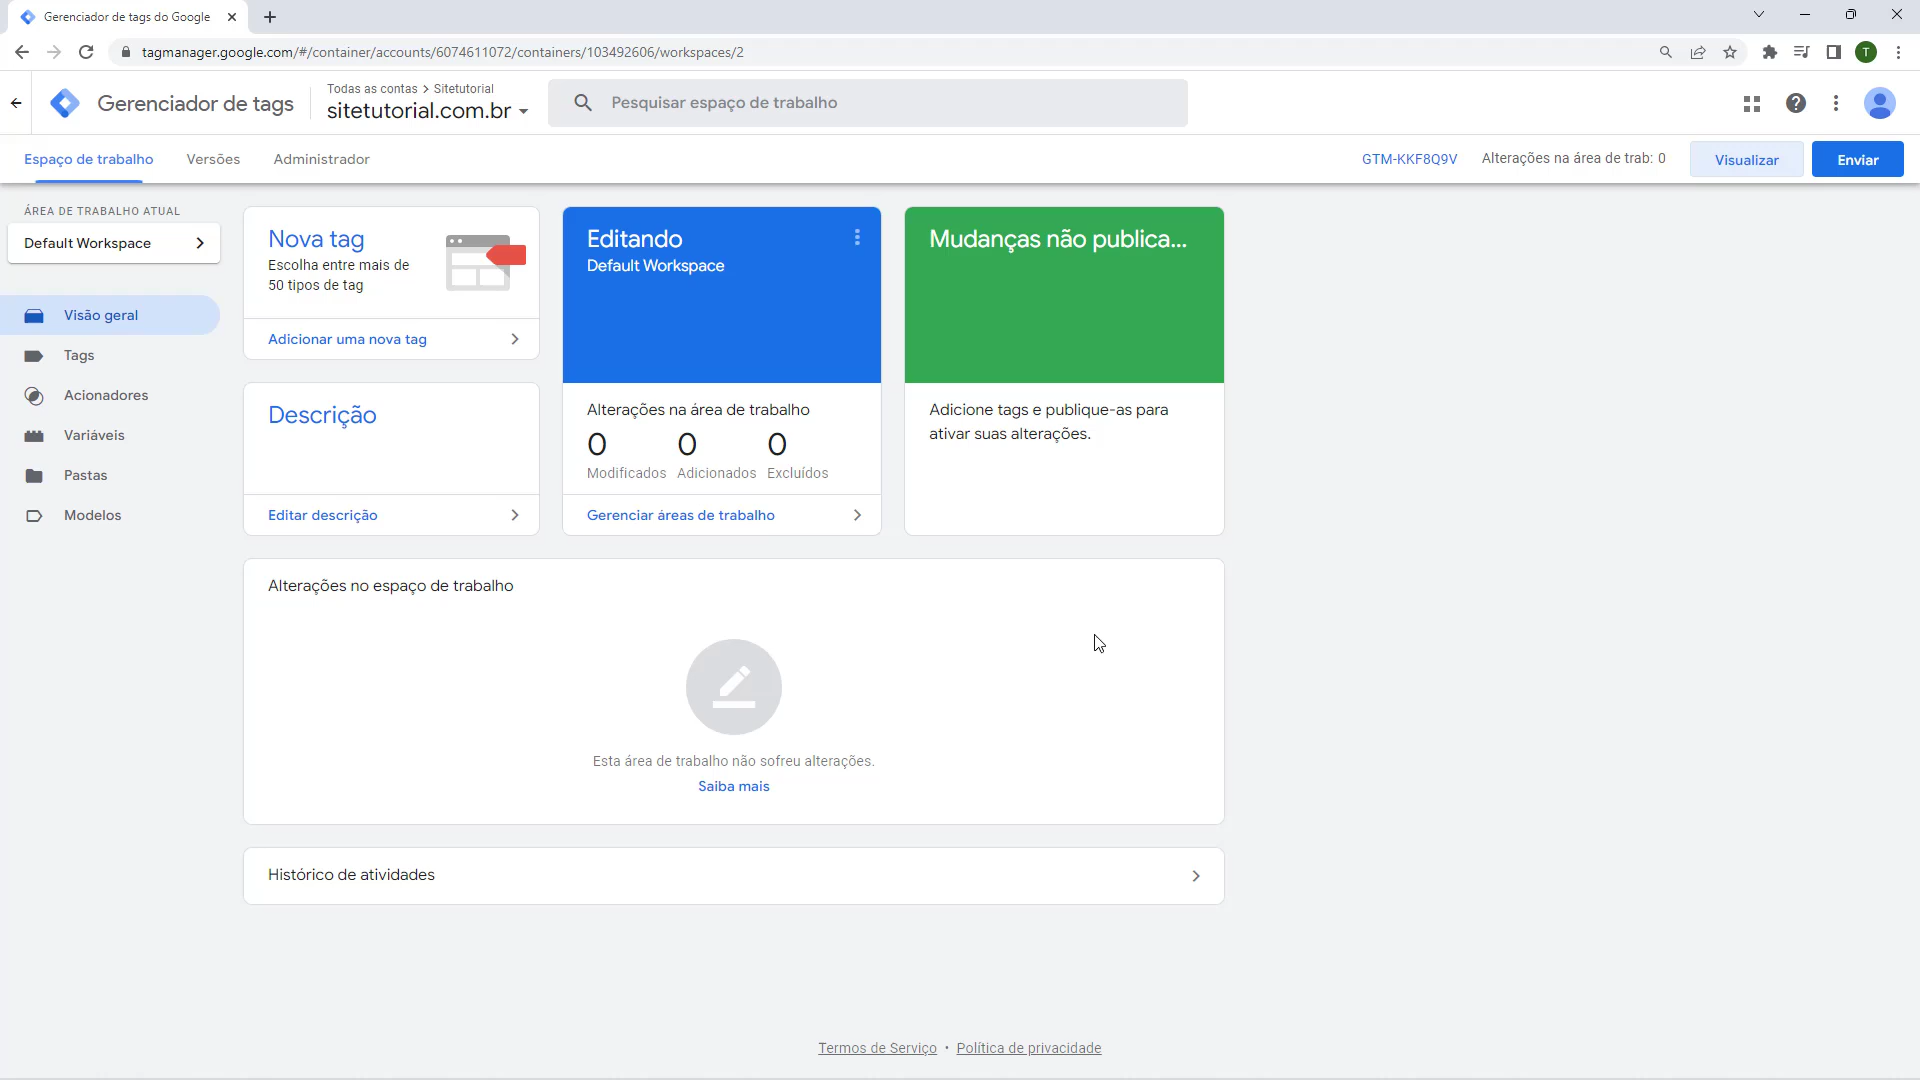 Gerenciador de tags do Google
tagmanager.google.com/#/container/accounts/6074611072/containers/103492606/workspaces/2
T
Gerenciador de tags
Todas as contas > Sitetutorial
sitetutorial.com.br
Pesquisar espaço de trabalho
Espaço de trabalho
Versões
Administrador
GTM-KKF8Q9V
Alterações na área de trab: 0
Visualizar
Enviar
ÁREA DE TRABALHO ATUAL
Default Workspace
Visão geral
Tags
Acionadores
Variáveis
Pastas
Modelos
Nova tag
Escolha entre mais de
50 tipos de tag
Adicionar uma nova tag
Descrição
Editar descrição
Editando
Default Workspace
Alterações na área de trabalho
0 0 0
Modificados Adicionados Excluídos
Gerenciar áreas de trabalho
Mudanças não publica...
Adicione tags e publique-as para
ativar suas alterações.
Alterações no espaço de trabalho
Esta área de trabalho não sofreu alterações.
Saiba mais
Histórico de atividades
Termos de Serviço • Política de privacidade